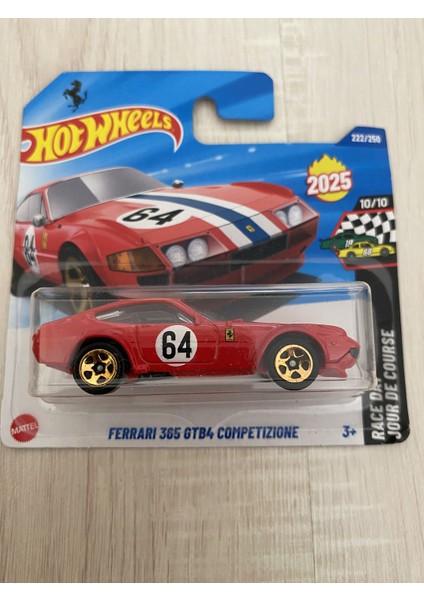 HOT WHEELS
222/250
2025
10/10
64
64
64
RACE DAY
JOUR DE COURSE
MATTEL
FERRARI 365 GTB4 COMPETIZIONE
3+